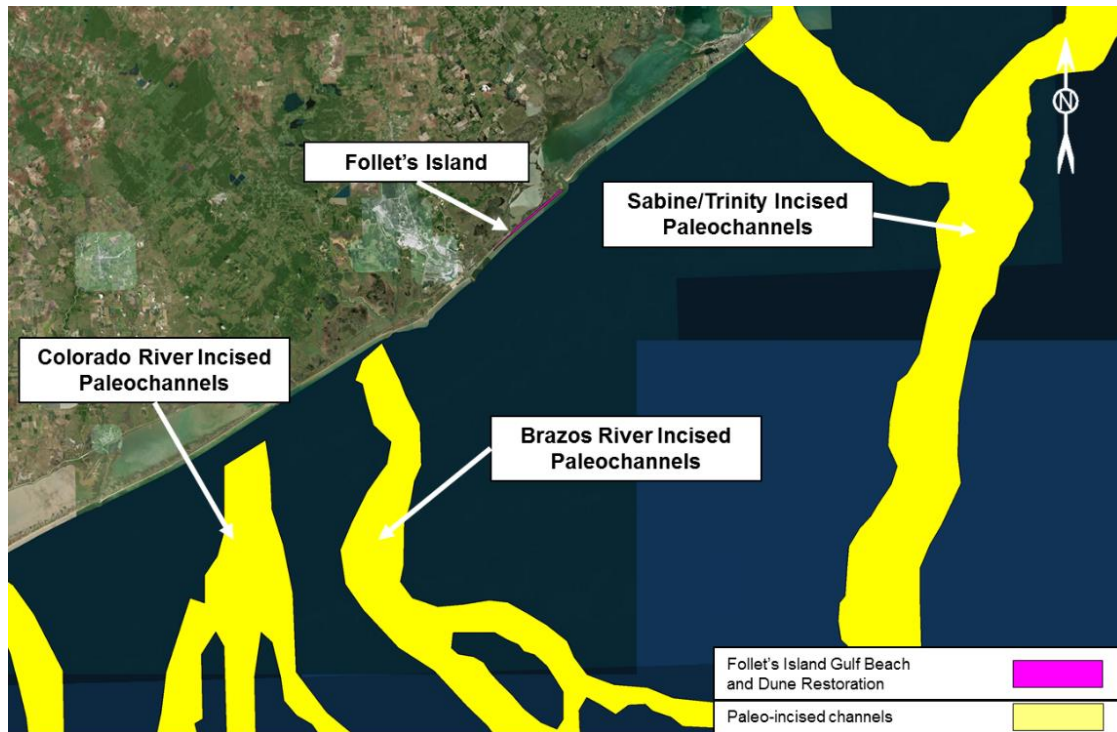 N
Follet's Island
Sabine/Trinity Incised
Paleochannels
Colorado River Incised
Paleochannels
Brazos River Incised
Paleochannels
Follet's Island Gulf Beach
and Dune Restoration
Paleo-incised channels